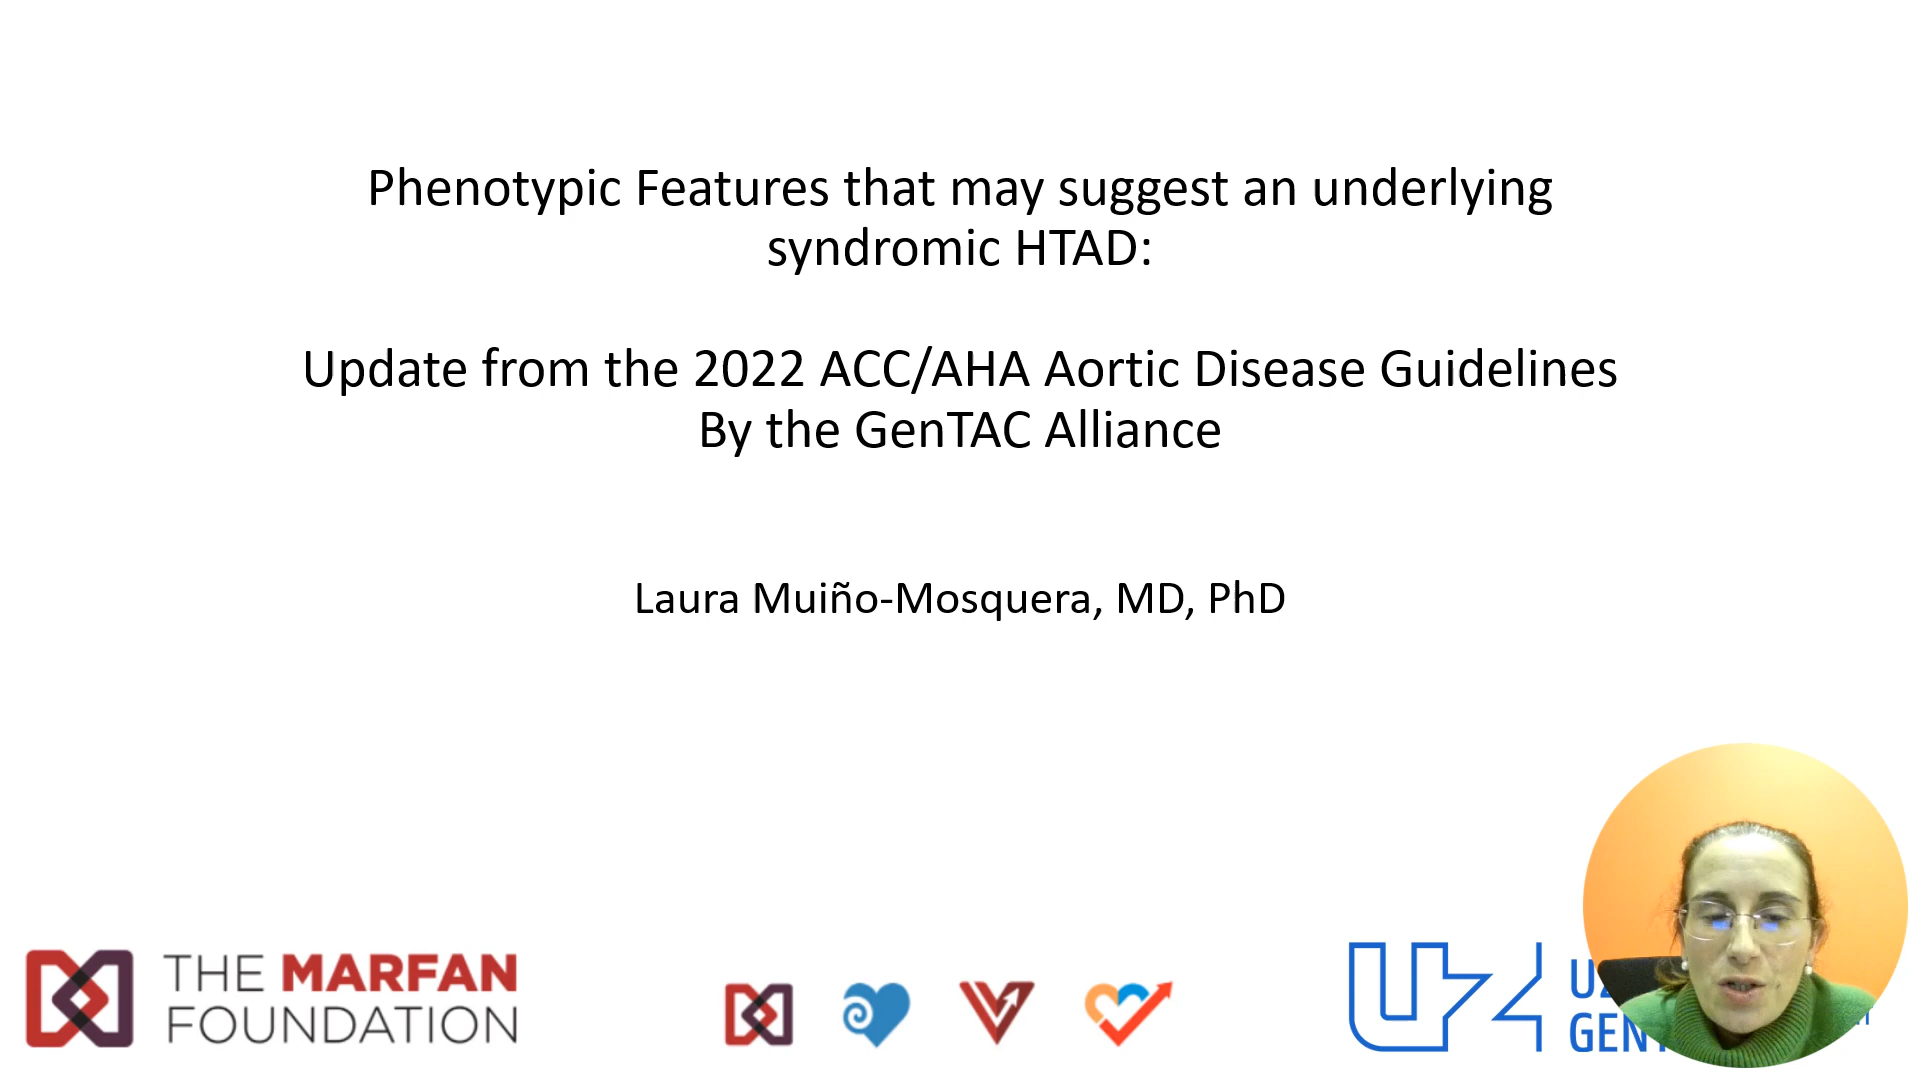 Phenotypic Features that may suggest an underlying
syndromic HTAD:
Update from the 2022 ACC/AHA Aortic Disease Guidelines
By the GenTAC Alliance
Laura Muiño-Mosquera, MD, PhD
THE MARFAN
FOUNDATION